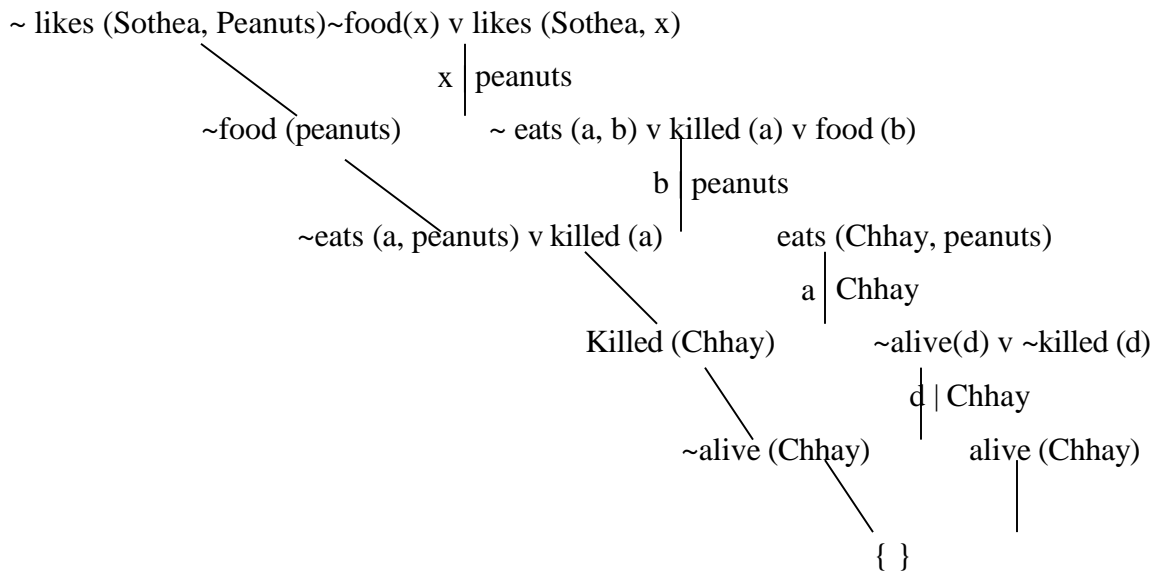 ~ likes (Sothea, Peanuts)~food(x) v likes (Sothea, x)
x | peanuts
~food (peanuts) ~ eats (a, b) v killed (a) v food (b)
b | peanuts
~eats (a, peanuts) v killed (a) eats (Chhay, peanuts)
a | Chhay
Killed (Chhay) ~alive(d) v ~killed (d)
d | Chhay
~alive (Chhay) alive (Chhay)
{ }